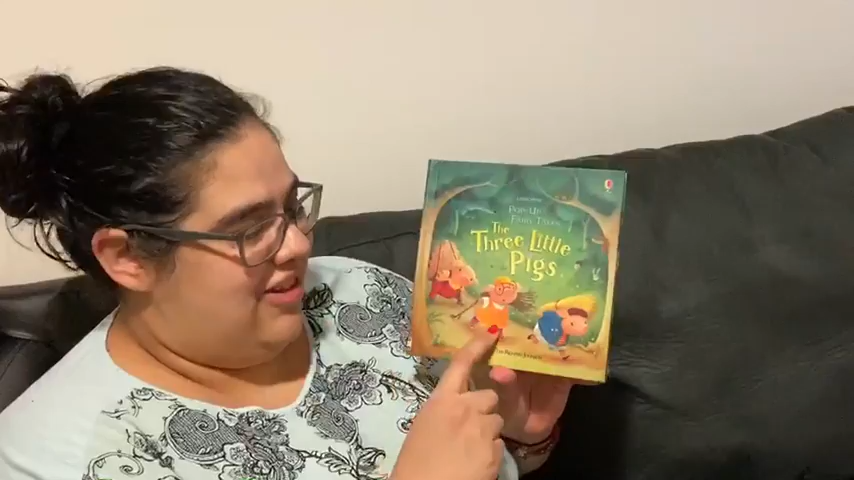 Pop-Up
Fairy Tales
The
Three Little
Pigs